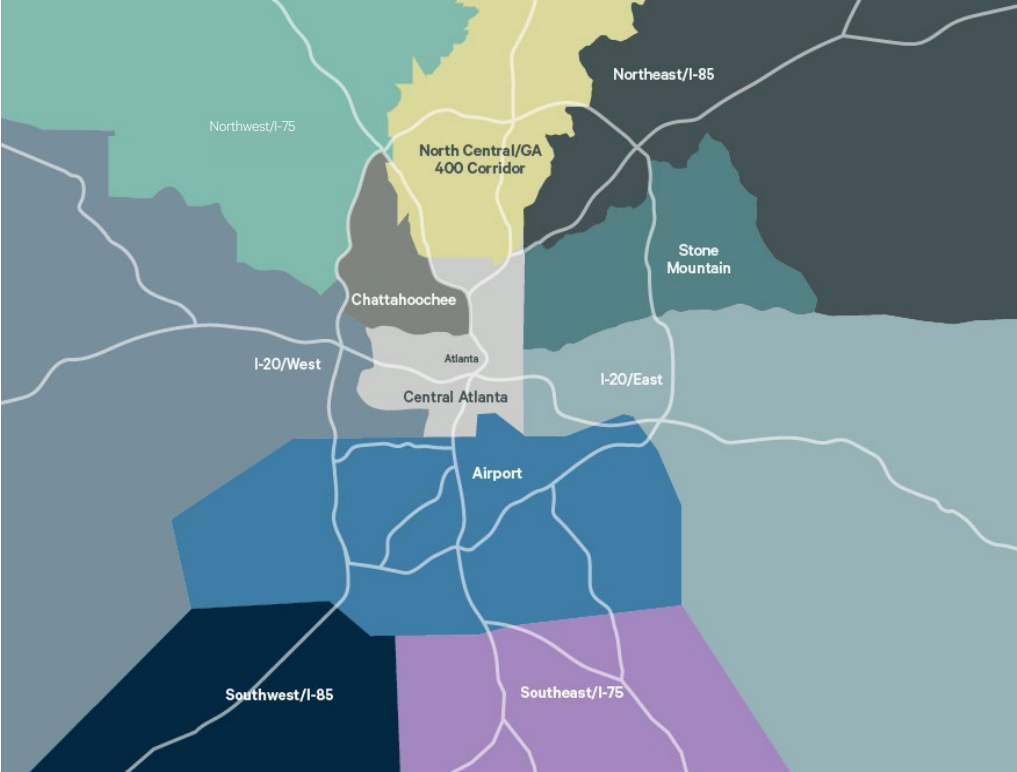 Northeast/I-85
Northwest/I-75
North Central/GA
400 Corridor
Stone
Mountain
Chattahoochee
Atlanta
I-20/West
I-20/East
Central Atlanta
Airport
Southwest/I-85
Southeast/I-75